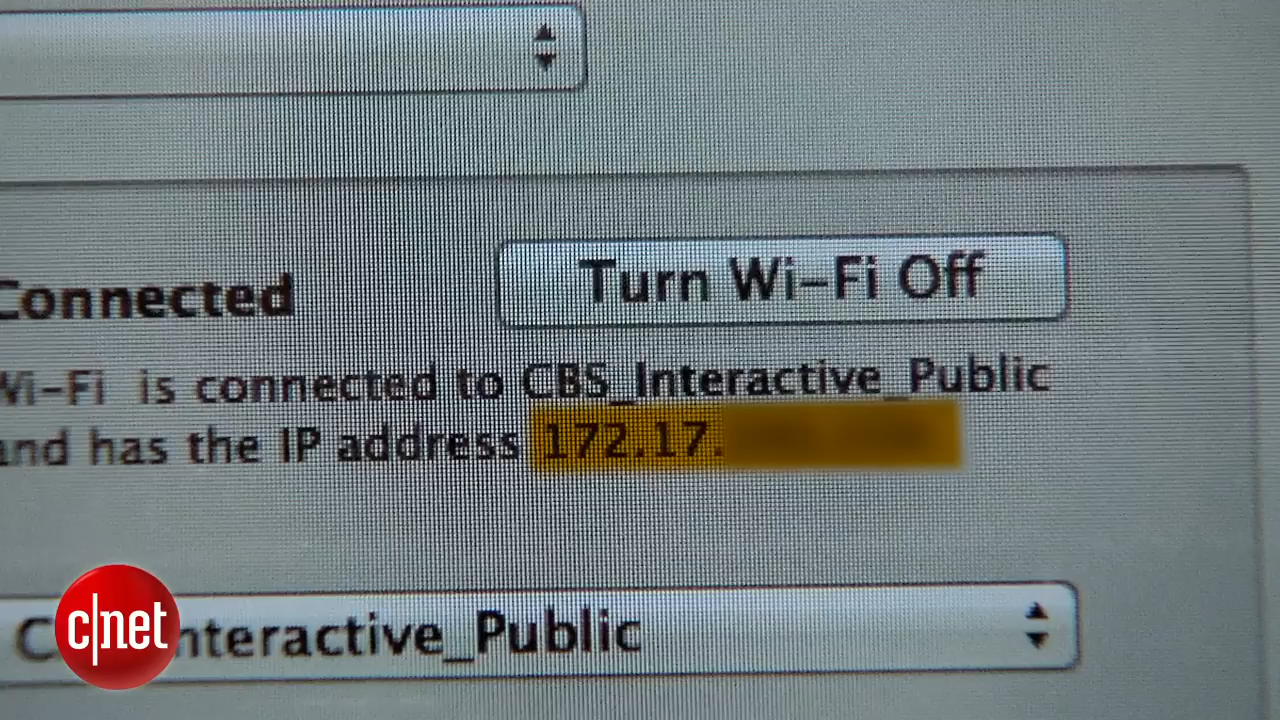 Connected
Turn Wi-Fi Off
Wi-Fi is connected to CBS_Interactive_Public
and has the IP address 172.17.
c|net
nteractive_Public